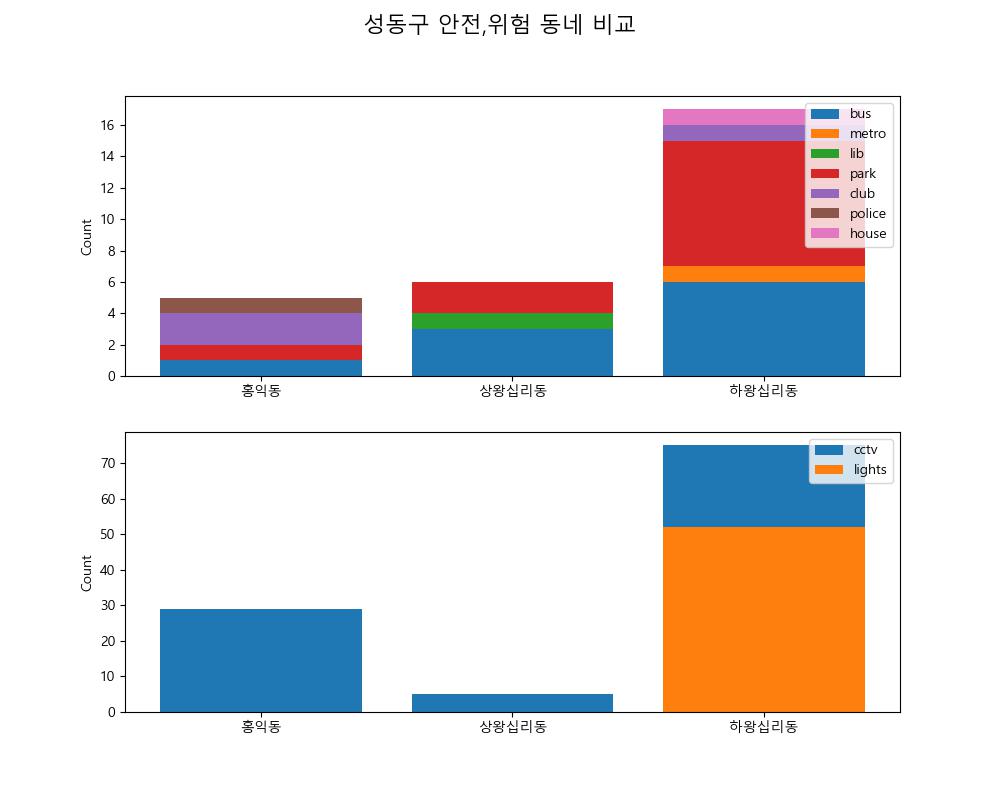 성동구 안전,위험 동네 비교
Count
16
14
12
10
8
6
4
2
0
bus
metro
lib
park
club
police
house
홍익동 상왕십리동 하왕십리동
Count
70
60
50
40
30
20
10
0
cctv
lights
홍익동 상왕십리동 하왕십리동